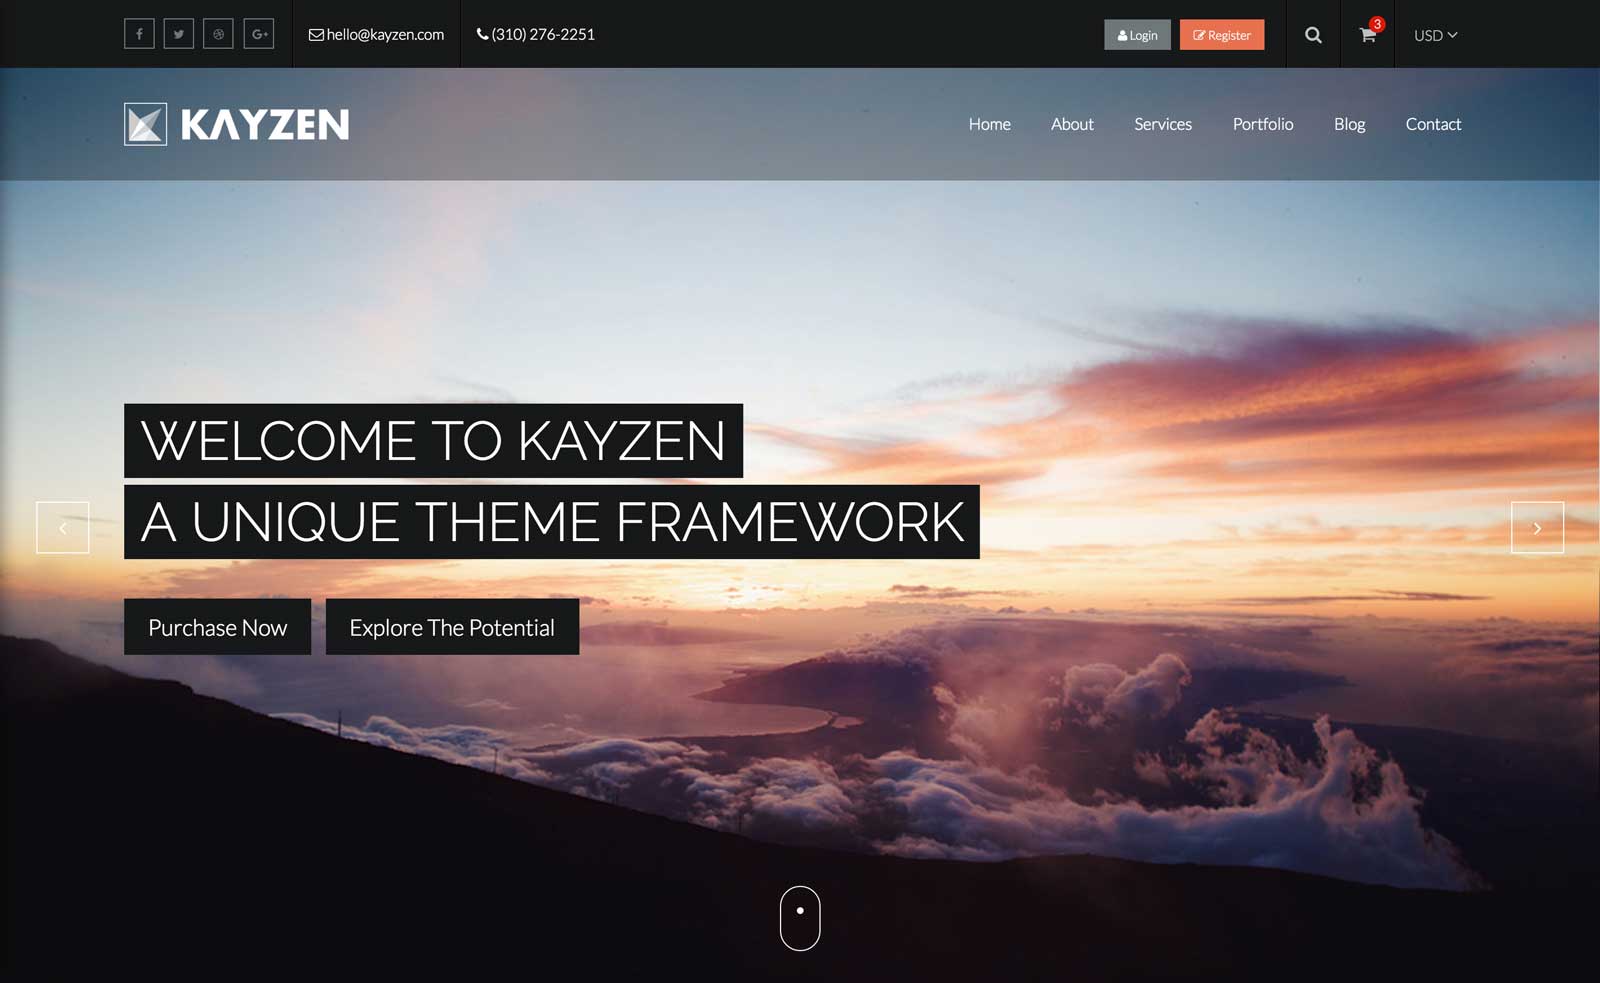 hello@kayzen.com
(310) 276-2251
Login
Register
3
USD
KAYZEN
Home
About
Services
Portfolio
Blog
Contact
WELCOME TO KAYZEN
A UNIQUE THEME FRAMEWORK
Purchase Now
Explore The Potential